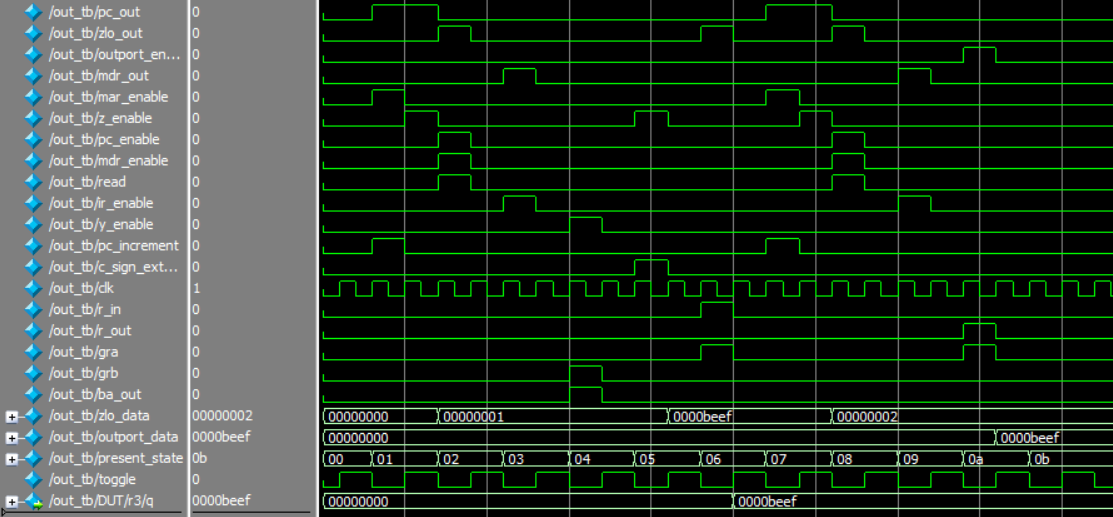 /out_tb/pc_out 0
/out_tb/zlo_out 0
/out_tb/outport_en... 0
/out_tb/mdr_out 0
/out_tb/mar_enable 0
/out_tb/z_enable 0
/out_tb/pc_enable 0
/out_tb/mdr_enable 0
/out_tb/read 0
/out_tb/ir_enable 0
/out_tb/y_enable 0
/out_tb/pc_increment 0
/out_tb/c_sign_ext... 0
/out_tb/clk 1
/out_tb/r_in 0
/out_tb/r_out 0
/out_tb/gra 0
/out_tb/grb 0
/out_tb/ba_out 0
/out_tb/zlo_data 00000002 00000000 00000001 0000beef 00000002
/out_tb/outport_data 0000beef 00000000 0000beef
/out_tb/present_state 0b 00 01 02 03 04 05 06 07 08 09 0a 0b
/out_tb/toggle 0
/out_tb/DUT/r3/q 0000beef 00000000 0000beef